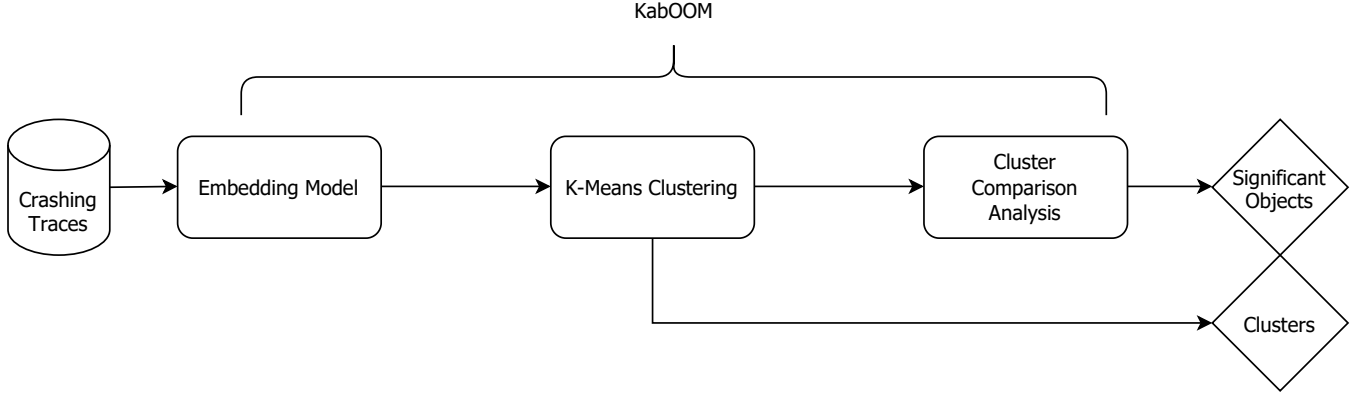 KabOOM
Crashing
Traces
Embedding Model
K-Means Clustering
Cluster
Comparison
Analysis
Significant
Objects
Clusters